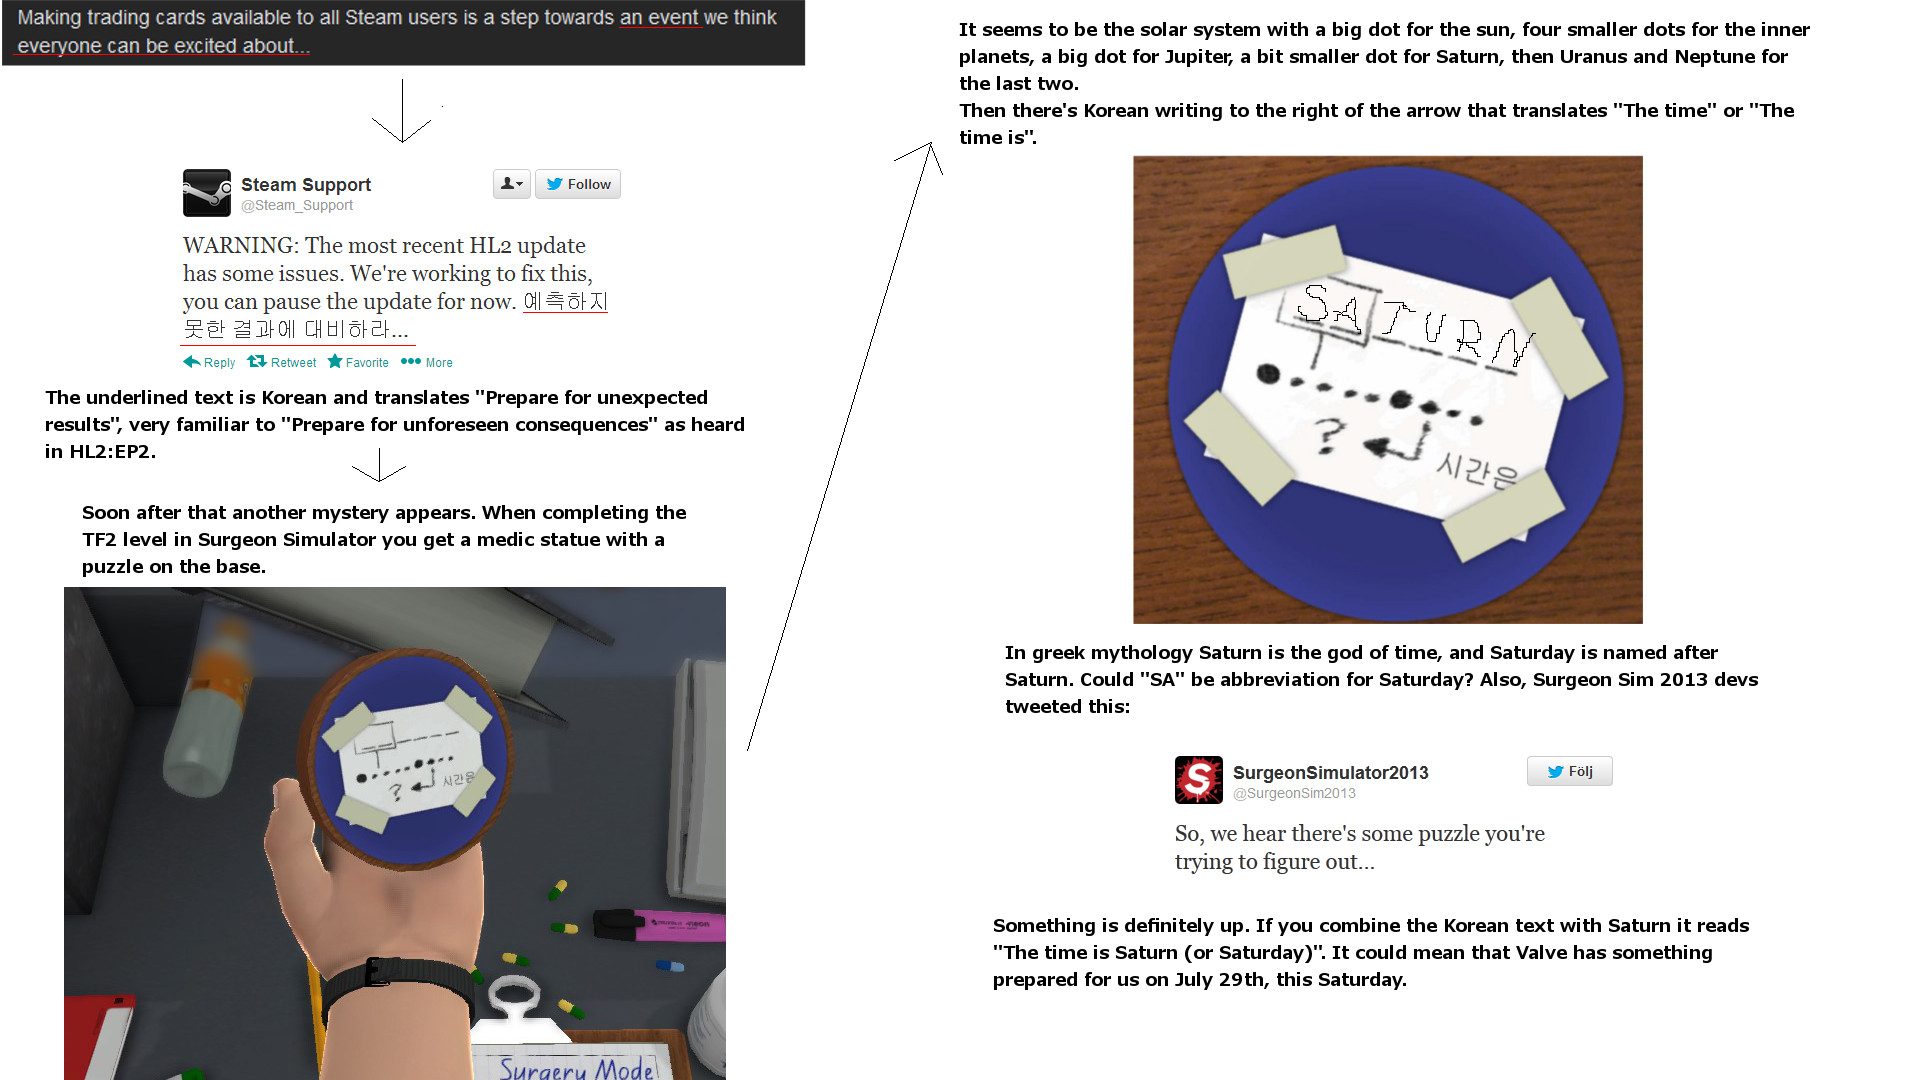 Making trading cards available to all Steam users is a step towards an event we think
everyone can be excited about...
Steam Support
@Steam_Support
Follow
WARNING: The most recent HL2 update
has some issues. We're working to fix this,
you can pause the update for now. 예측하지
못한 결과에 대비하라...
Reply Retweet Favorite More
The underlined text is Korean and translates "Prepare for unexpected
results", very familiar to "Prepare for unforeseen consequences" as heard
in HL2:EP2.
Soon after that another mystery appears. When completing the
TF2 level in Surgeon Simulator you get a medic statue with a
puzzle on the base.
?
시간은
Surgery Mode
It seems to be the solar system with a big dot for the sun, four smaller dots for the inner
planets, a big dot for Jupiter, a bit smaller dot for Saturn, then Uranus and Neptune for
the last two.
Then there's Korean writing to the right of the arrow that translates "The time" or "The
time is".
SATURN
?
시간은
In greek mythology Saturn is the god of time, and Saturday is named after
Saturn. Could "SA" be abbreviation for Saturday? Also, Surgeon Sim 2013 devs
tweeted this:
S
SurgeonSimulator2013
@SurgeonSim2013
Följ
So, we hear there's some puzzle you're
trying to figure out...
Something is definitely up. If you combine the Korean text with Saturn it reads
"The time is Saturn (or Saturday)". It could mean that Valve has something
prepared for us on July 29th, this Saturday.